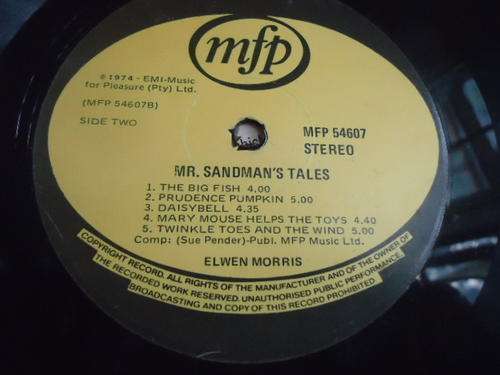 mfp
℗ 1974 - EMI-Music
for Pleasure (Pty) Ltd.
(MFP 54607B)
SIDE TWO
MFP 54607
STEREO
MR. SANDMAN'S TALES
1. THE BIG FISH 4.00
2. PRUDENCE PUMPKIN 5.00
3. DAISYBELL 4.35
4. MARY MOUSE HELPS THE TOYS 4.40
5. TWINKLE TOES AND THE WIND 5.00
Comp: (Sue Pender)-Publ. MFP Music Ltd.
ELWEN MORRIS
COPYRIGHT RECORD. ALL RIGHTS OF THE MANUFACTURER AND OF THE OWNER OF
THE RECORDED WORK RESERVED. UNAUTHORISED PUBLIC PERFORMANCE
BROADCASTING AND COPY OF THIS RECORD PROHIBITED